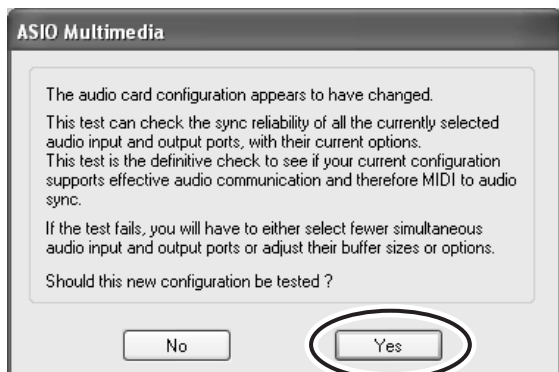 ASIO Multimedia
The audio card configuration appears to have changed.
This test can check the sync reliability of all the currently selected
audio input and output ports, with their current options.
This test is the definitive check to see if your current configuration
supports effective audio communication and therefore MIDI to audio
sync.
If the test fails, you will have to either select fewer simultaneous
audio input and output ports or adjust their buffer sizes or options.
Should this new configuration be tested ?
No Yes